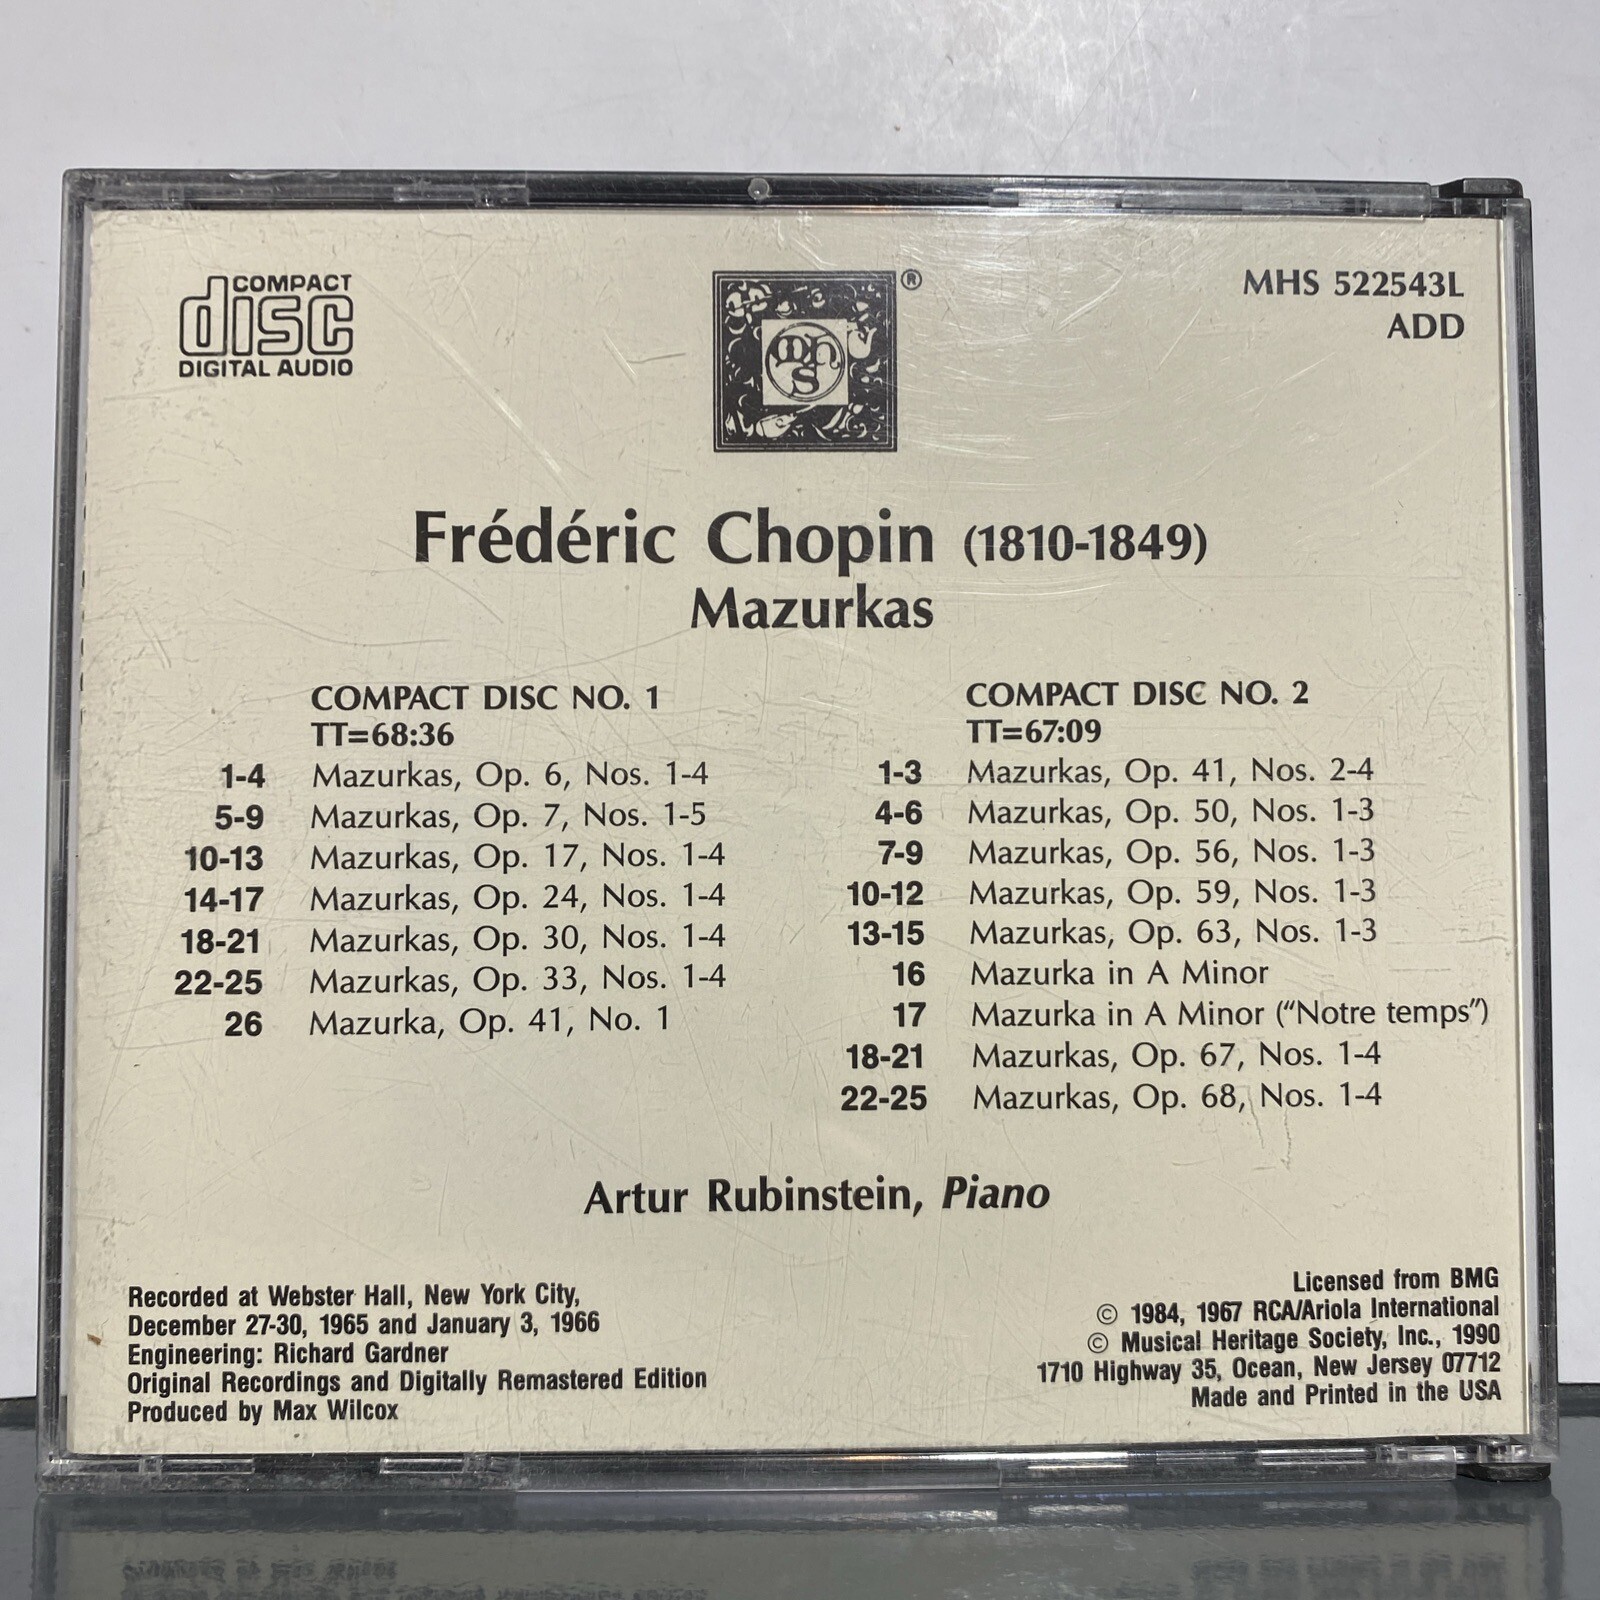 COMPACT
disc
DIGITAL AUDIO
mhs
®
MHS 522543L
ADD
Frédéric Chopin (1810-1849)
Mazurkas
COMPACT DISC NO. 1
TT=68:36
1-4 Mazurkas, Op. 6, Nos. 1-4
5-9 Mazurkas, Op. 7, Nos. 1-5
10-13 Mazurkas, Op. 17, Nos. 1-4
14-17 Mazurkas, Op. 24, Nos. 1-4
18-21 Mazurkas, Op. 30, Nos. 1-4
22-25 Mazurkas, Op. 33, Nos. 1-4
26 Mazurka, Op. 41, No. 1
COMPACT DISC NO. 2
TT=67:09
1-3 Mazurkas, Op. 41, Nos. 2-4
4-6 Mazurkas, Op. 50, Nos. 1-3
7-9 Mazurkas, Op. 56, Nos. 1-3
10-12 Mazurkas, Op. 59, Nos. 1-3
13-15 Mazurkas, Op. 63, Nos. 1-3
16 Mazurka in A Minor
17 Mazurka in A Minor (“Notre temps”)
18-21 Mazurkas, Op. 67, Nos. 1-4
22-25 Mazurkas, Op. 68, Nos. 1-4
Artur Rubinstein, Piano
Recorded at Webster Hall, New York City,
December 27-30, 1965 and January 3, 1966
Engineering: Richard Gardner
Original Recordings and Digitally Remastered Edition
Produced by Max Wilcox
Licensed from BMG
© 1984, 1967 RCA/Ariola International
© Musical Heritage Society, Inc., 1990
1710 Highway 35, Ocean, New Jersey 07712
Made and Printed in the USA